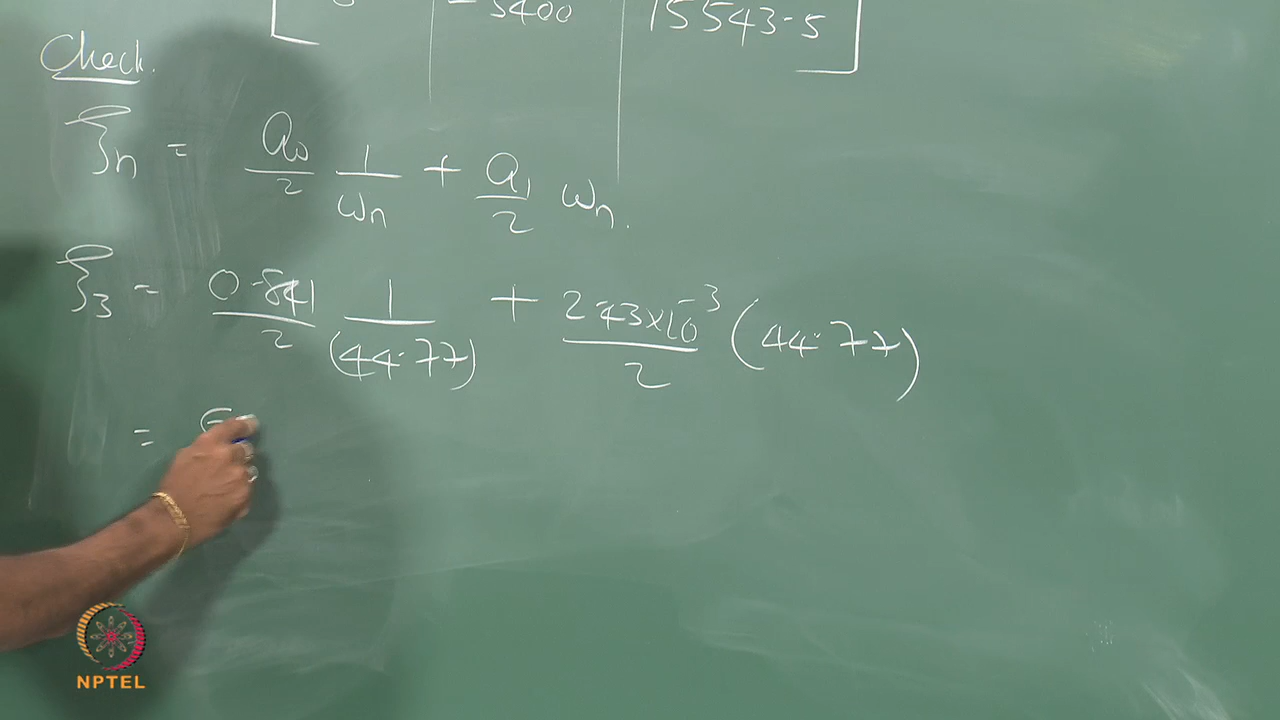 - 5400 15543.5
Check.
ξn = a0/2 1/ωn + a1/2 ωn.
ξ3 = 0.841/2 1/(44.77) + 2.43×10^-3/2 (44.77)
=
NPTEL